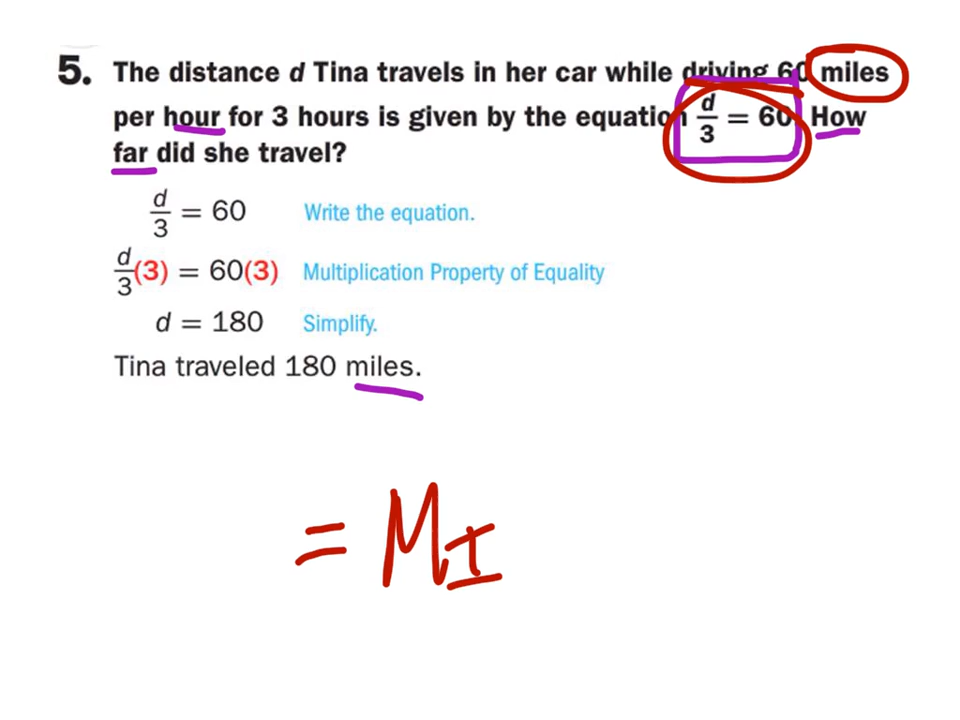 5. The distance d Tina travels in her car while driving 60 miles
per hour for 3 hours is given by the equation d/3 = 60. How
far did she travel?
d/3 = 60 Write the equation.
d/3(3) = 60(3) Multiplication Property of Equality
d = 180 Simplify.
Tina traveled 180 miles.
= MI